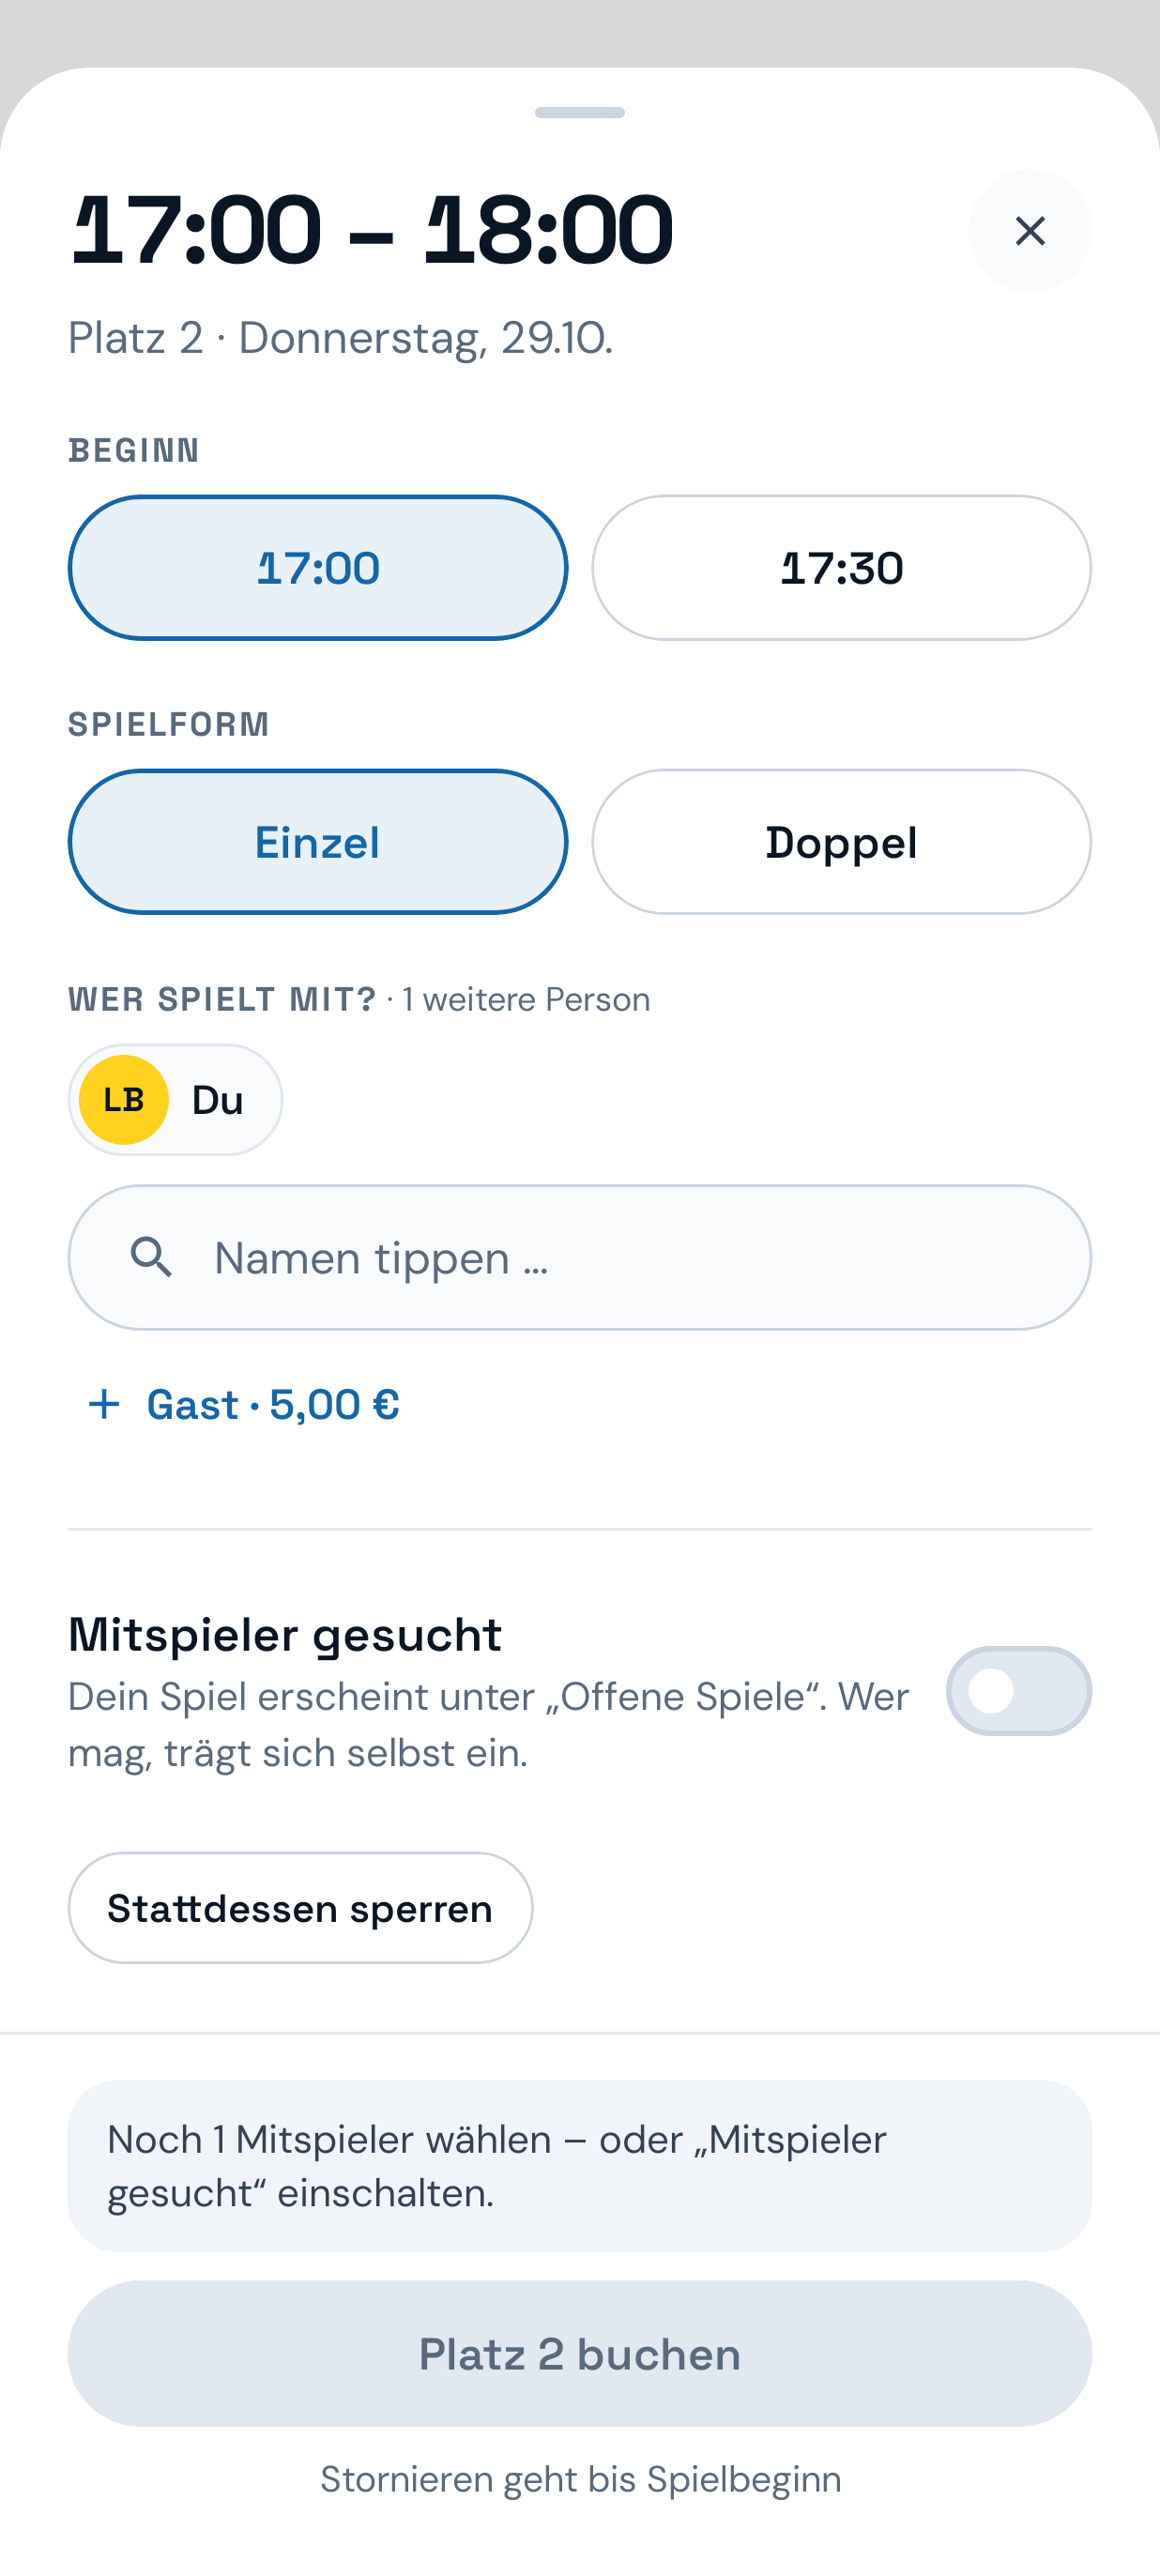 17:00 – 18:00
Platz 2 · Donnerstag, 29.10.
BEGINN
17:00
17:30
SPIELFORM
Einzel
Doppel
WER SPIELT MIT? · 1 weitere Person
LB Du
Namen tippen ...
+ Gast · 5,00 €
Mitspieler gesucht
Dein Spiel erscheint unter „Offene Spiele“. Wer
mag, trägt sich selbst ein.
Stattdessen sperren
Noch 1 Mitspieler wählen – oder „Mitspieler
gesucht“ einschalten.
Platz 2 buchen
Stornieren geht bis Spielbeginn